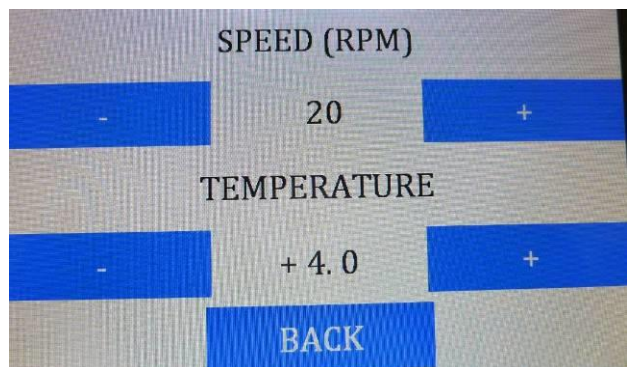 SPEED (RPM)
- 20 +
TEMPERATURE
- + 4. 0 +
BACK